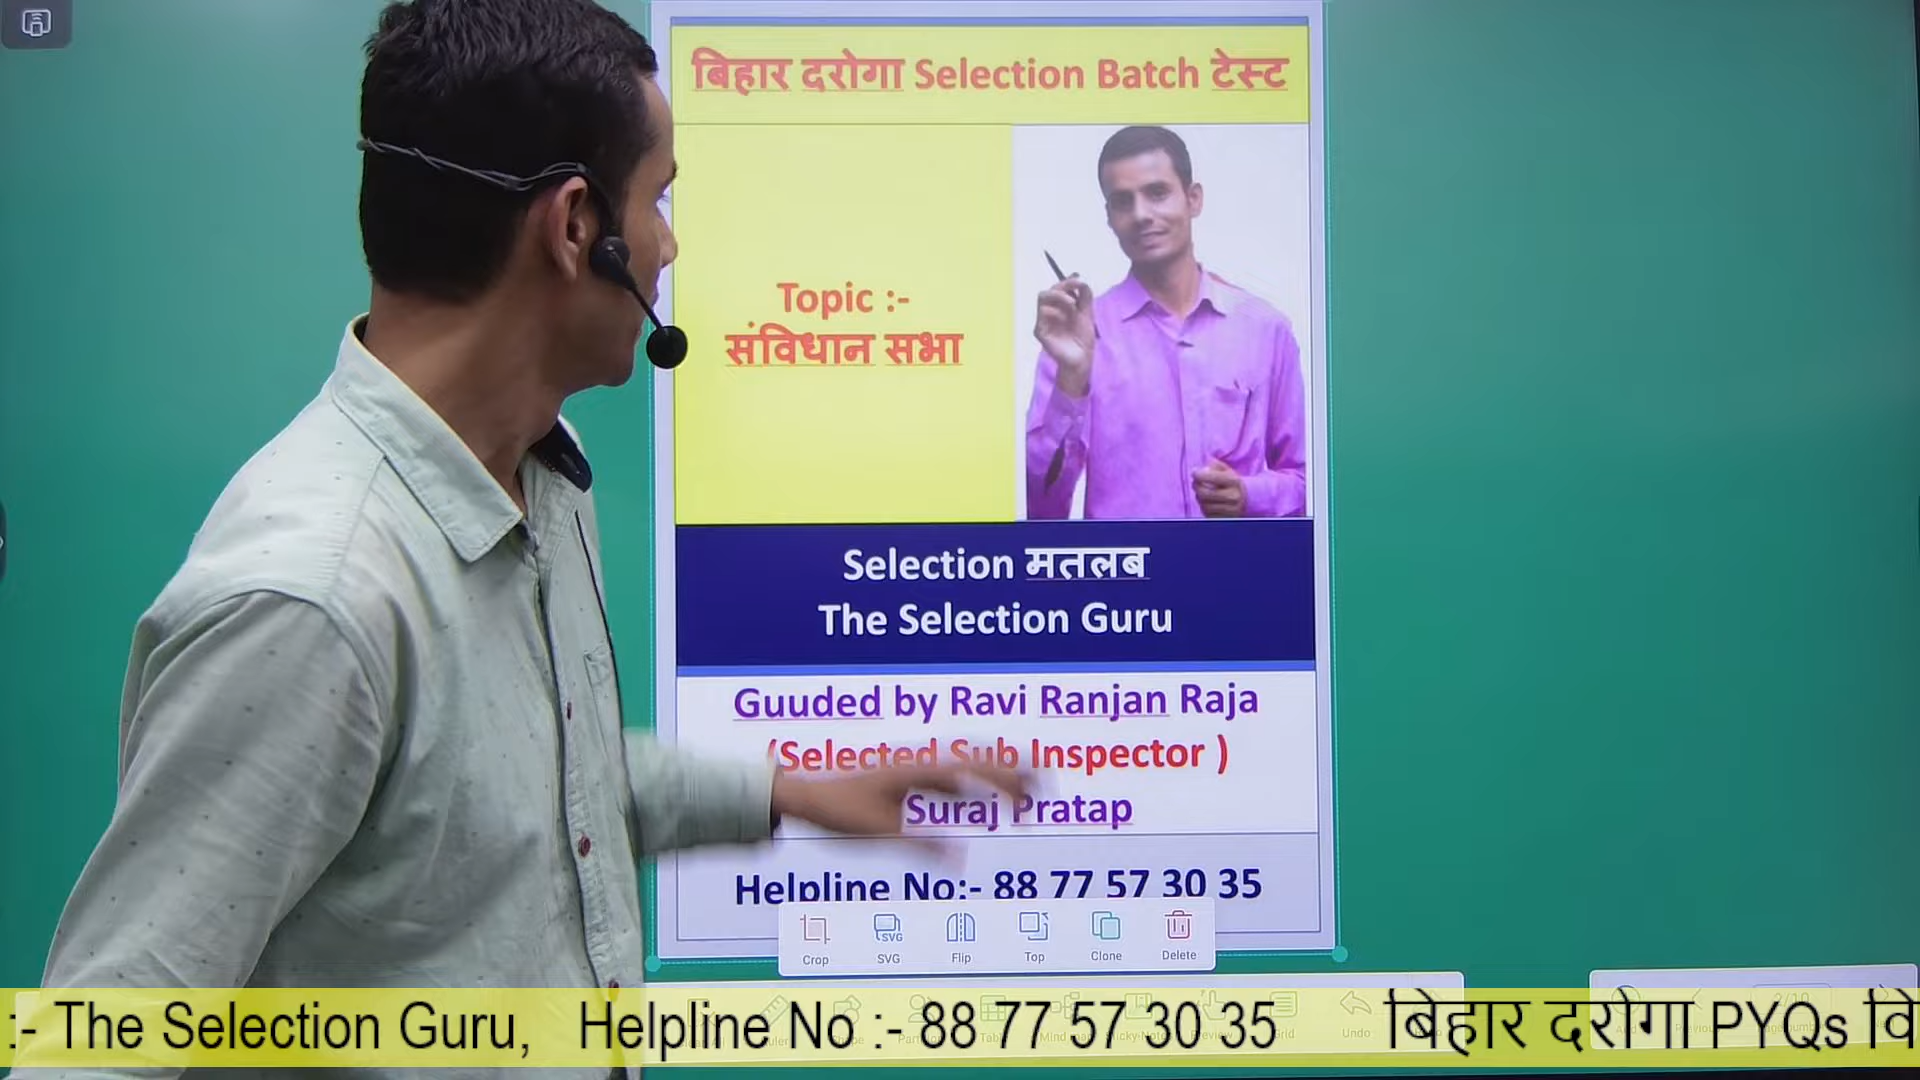 बिहार दरोगा Selection Batch टेस्ट
Topic :-
संविधान सभा
Selection मतलब
The Selection Guru
Guuded by Ravi Ranjan Raja
(Selected Sub Inspector )
Suraj Pratap
Helpline No:- 88 77 57 30 35
Crop SVG Flip Top Clone Delete
:- The Selection Guru, Helpline No :- 88 77 57 30 35 बिहार दरोगा PYQs वि
Undo